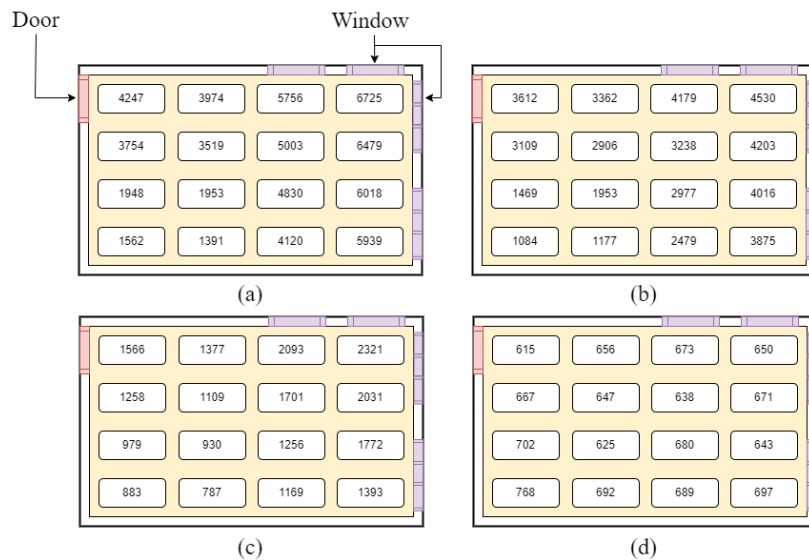 Door
Window
4247 3974 5756 6725
3754 3519 5003 6479
1948 1953 4830 6018
1562 1391 4120 5939
(a)
3612 3362 4179 4530
3109 2906 3238 4203
1469 1953 2977 4016
1084 1177 2479 3875
(b)
1566 1377 2093 2321
1258 1109 1701 2031
979 930 1256 1772
883 787 1169 1393
(c)
615 656 673 650
667 647 638 671
702 625 680 643
768 692 689 697
(d)